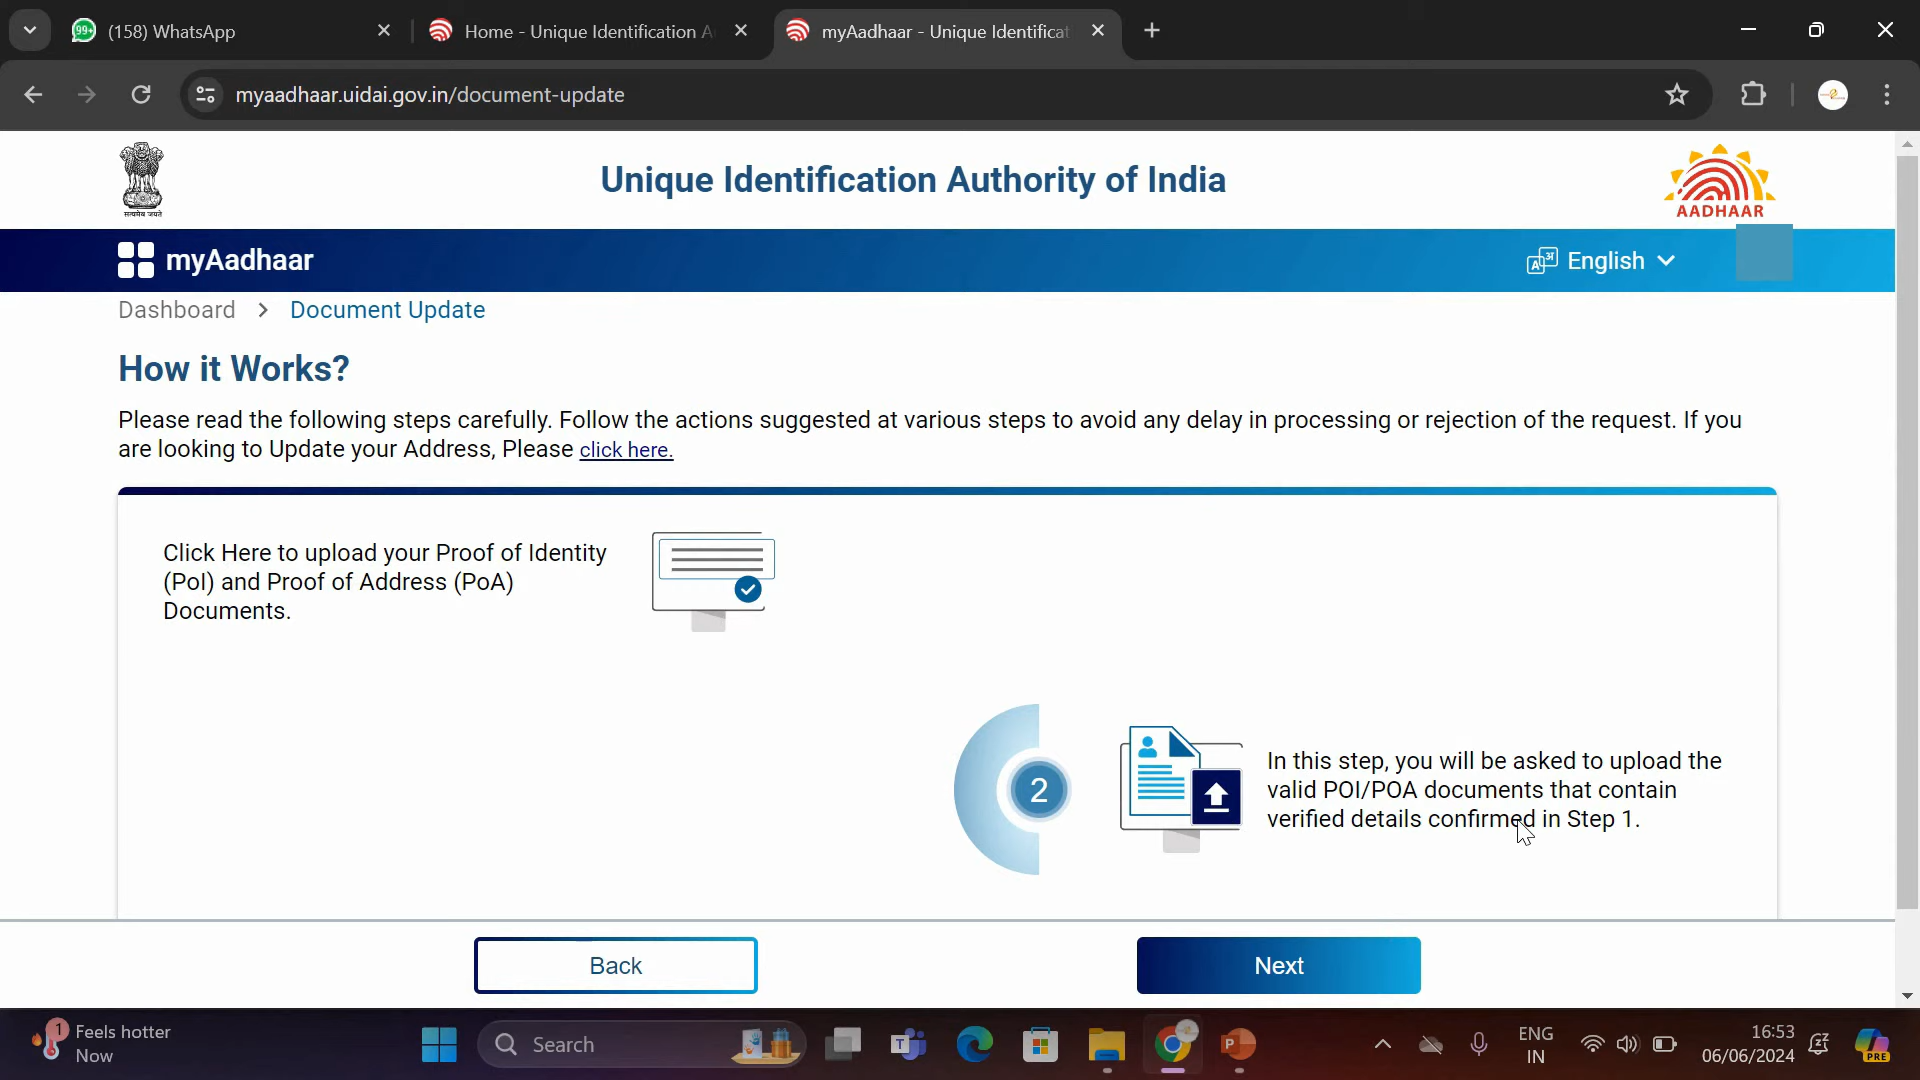 99+
(158) WhatsApp
Home - Unique Identification A
myAadhaar - Unique Identificat
myaadhaar.uidai.gov.in/document-update
सत्यमेव जयते
Unique Identification Authority of India
AADHAAR
myAadhaar
English
Dashboard > Document Update
How it Works?
Please read the following steps carefully. Follow the actions suggested at various steps to avoid any delay in processing or rejection of the request. If you
are looking to Update your Address, Please click here.
Click Here to upload your Proof of Identity
(PoI) and Proof of Address (PoA)
Documents.
2
In this step, you will be asked to upload the
valid POI/POA documents that contain
verified details confirmed in Step 1.
Back
Next
1
Feels hotter
Now
Search
ENG
IN
16:53
06/06/2024
PRE